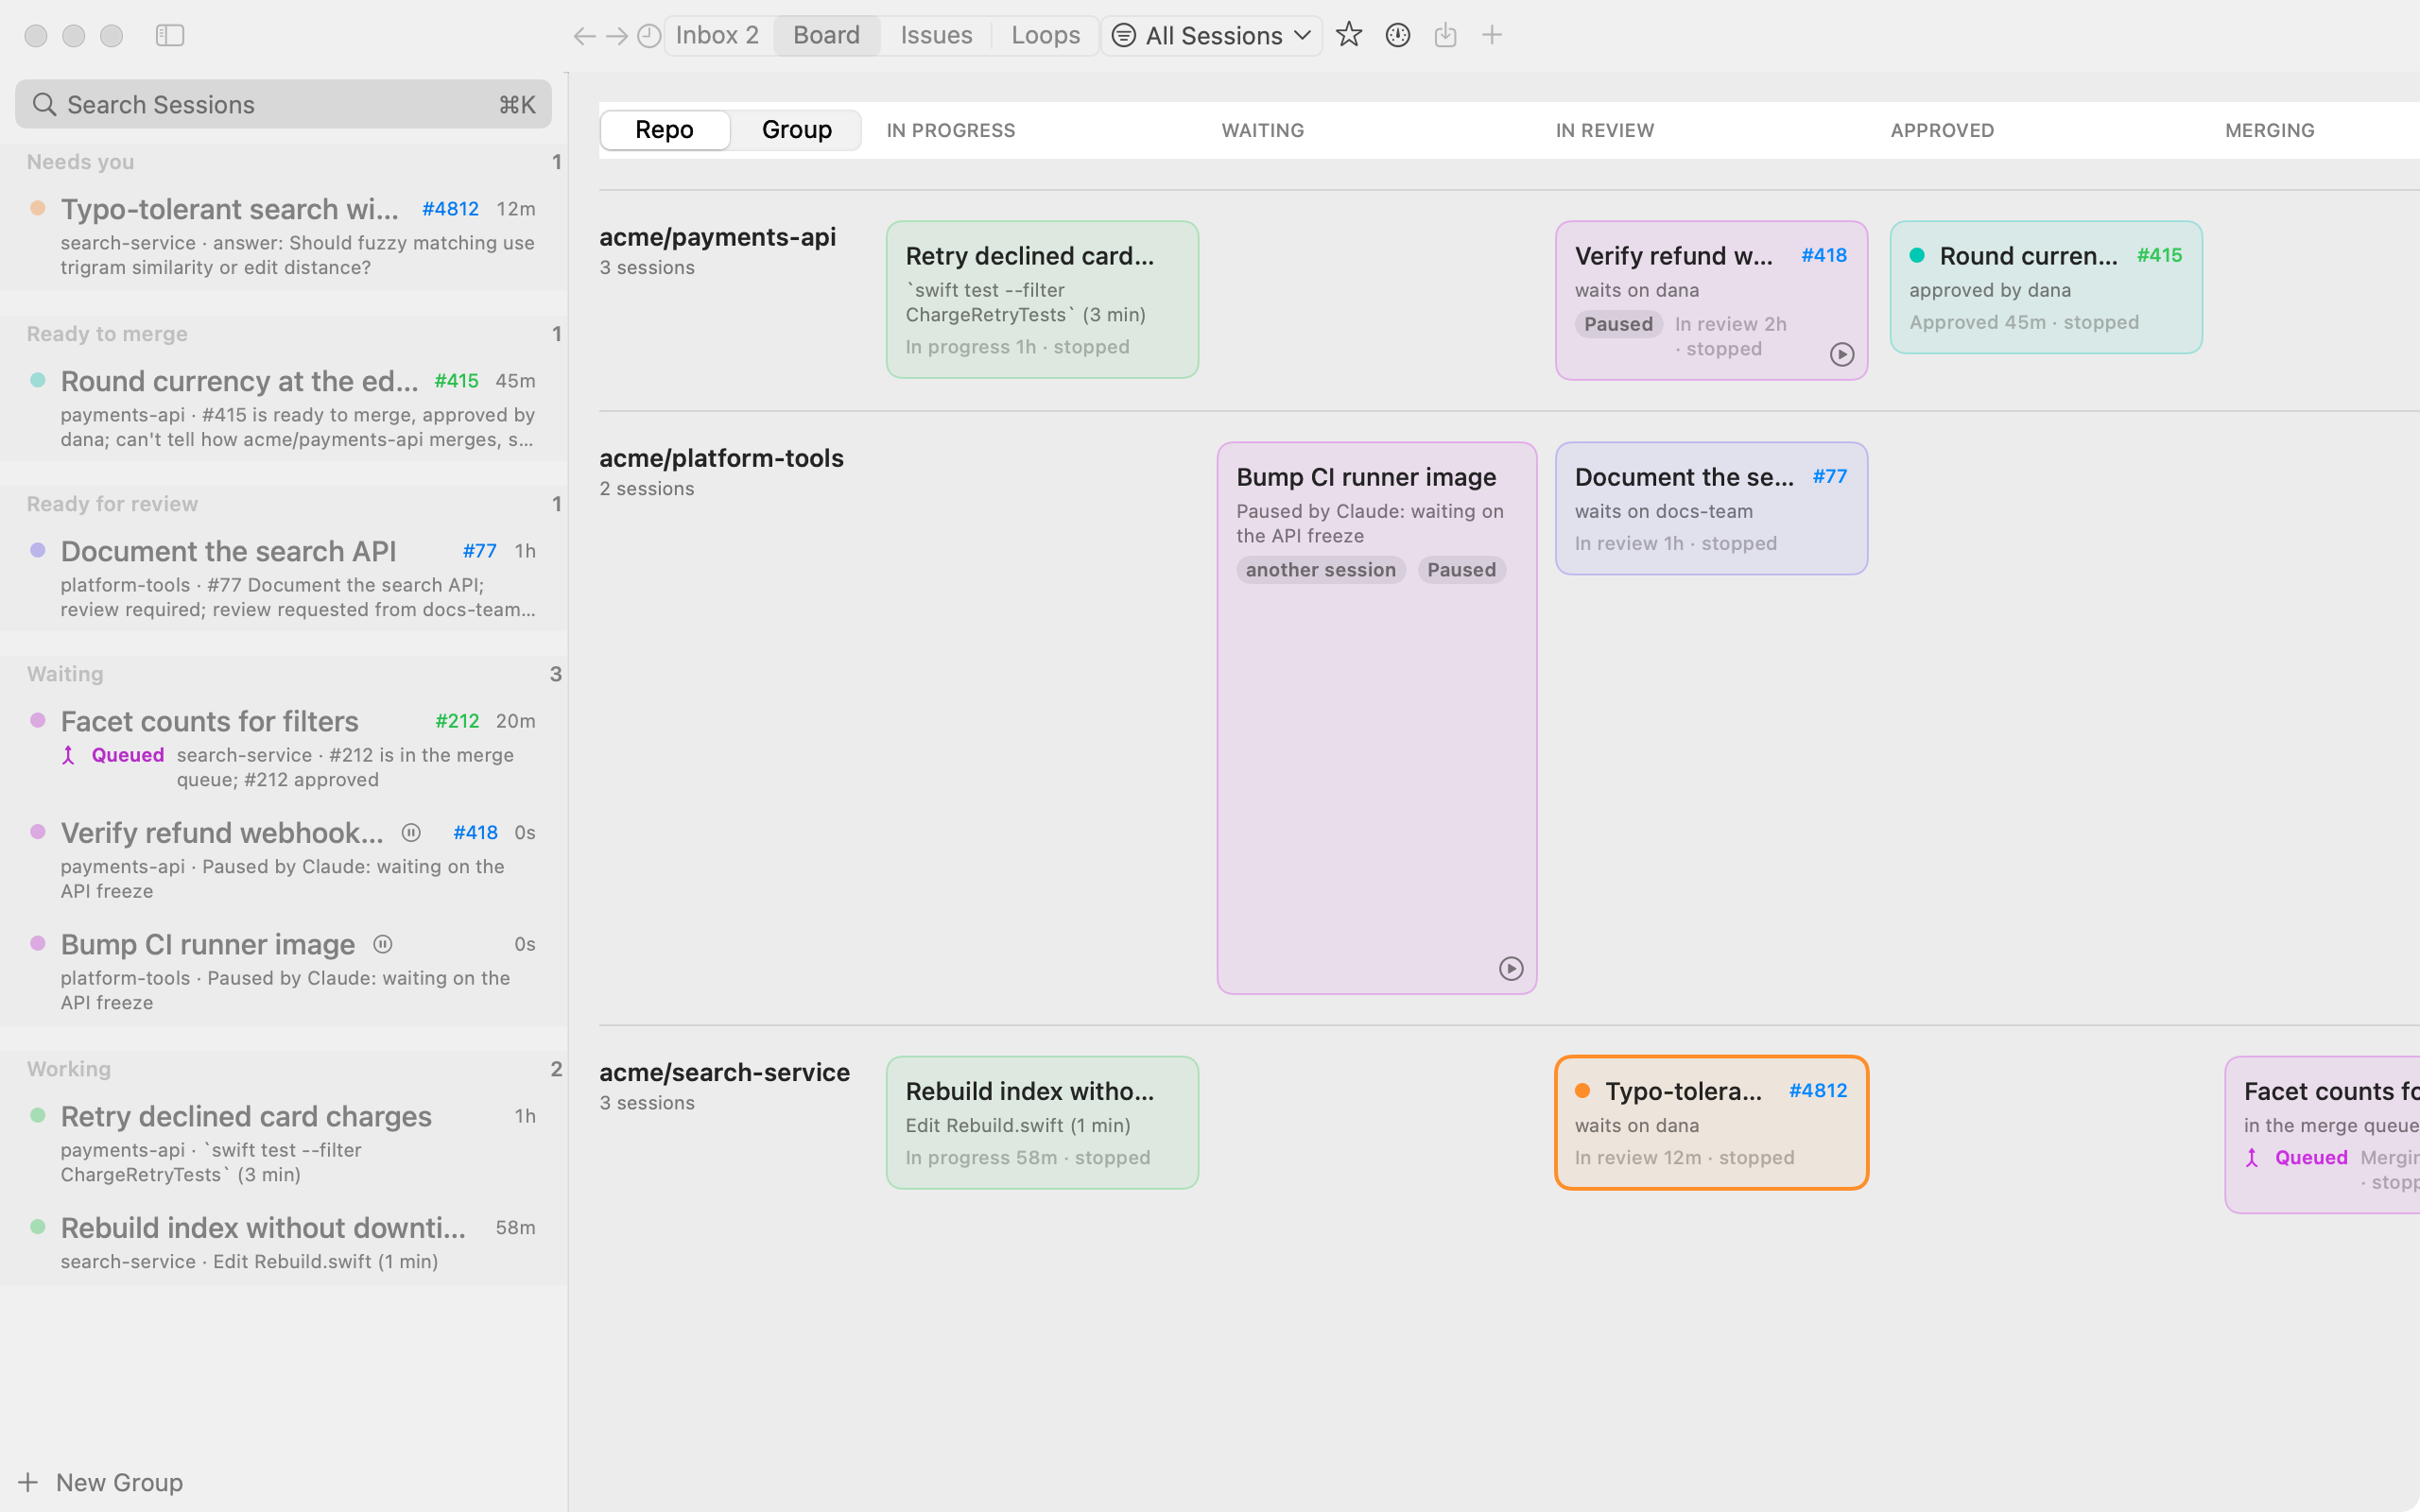 Inbox 2
Board
Issues
Loops
All Sessions
Search Sessions
⌘K
Needs you 1
Typo-tolerant search wi... #4812 12m
search-service · answer: Should fuzzy matching use
trigram similarity or edit distance?
Ready to merge 1
Round currency at the ed... #415 45m
payments-api · #415 is ready to merge, approved by
dana; can't tell how acme/payments-api merges, s...
Ready for review 1
Document the search API #77 1h
platform-tools · #77 Document the search API;
review required; review requested from docs-team...
Waiting 3
Facet counts for filters #212 20m
Queued search-service · #212 is in the merge
queue; #212 approved
Verify refund webhook... #418 0s
payments-api · Paused by Claude: waiting on the
API freeze
Bump CI runner image 0s
platform-tools · Paused by Claude: waiting on the
API freeze
Working 2
Retry declined card charges 1h
payments-api · `swift test --filter
ChargeRetryTests` (3 min)
Rebuild index without downti... 58m
search-service · Edit Rebuild.swift (1 min)
New Group
Repo
Group
IN PROGRESS
WAITING
IN REVIEW
APPROVED
MERGING
acme/payments-api
3 sessions
Retry declined card...
`swift test --filter
ChargeRetryTests` (3 min)
In progress 1h · stopped
Verify refund w... #418
waits on dana
Paused In review 2h
· stopped
Round curren... #415
approved by dana
Approved 45m · stopped
acme/platform-tools
2 sessions
Bump CI runner image
Paused by Claude: waiting on
the API freeze
another session Paused
Document the se... #77
waits on docs-team
In review 1h · stopped
acme/search-service
3 sessions
Rebuild index witho...
Edit Rebuild.swift (1 min)
In progress 58m · stopped
Typo-tolera... #4812
waits on dana
In review 12m · stopped
Facet counts fo
in the merge queue
Queued Mergin
· stopp